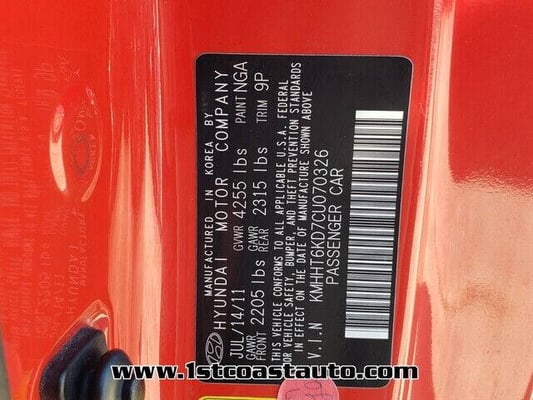 MANUFACTURED IN KOREA BY
HYUNDAI MOTOR COMPANY
JUL/14/11 GVWR 4255 lbs PAINT NGA
GAWR FRONT 2205 lbs GAWR REAR 2315 lbs TRIM 9P
THIS VEHICLE CONFORMS TO ALL APPLICABLE U.S.A. FEDERAL
MOTOR VEHICLE SAFETY, BUMPER, AND THEFT PREVENTION STANDARDS
IN EFFECT ON THE DATE OF MANUFACTURE SHOWN ABOVE
V.I.N KMHHT6KD7CU070326
PASSENGER CAR
www.1stcoastauto.com